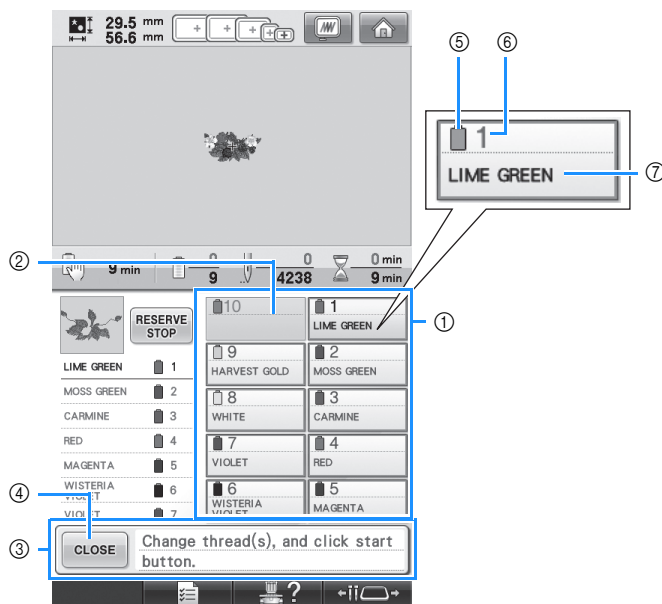 29.5 mm
56.6 mm
⑤ ⑥
1
LIME GREEN
⑦
②
9 min
0
9
0
4238
0 min
9 min
RESERVE
STOP
10
1
LIME GREEN
①
9
HARVEST GOLD
2
MOSS GREEN
8
WHITE
3
CARMINE
7
VIOLET
4
RED
6
WISTERIA
VIOLET
5
MAGENTA
LIME GREEN 1
MOSS GREEN 2
CARMINE 3
RED 4
MAGENTA 5
WISTERIA
VIOLET 6
VIOLET 7
④
③
CLOSE
Change thread(s), and click start
button.
?